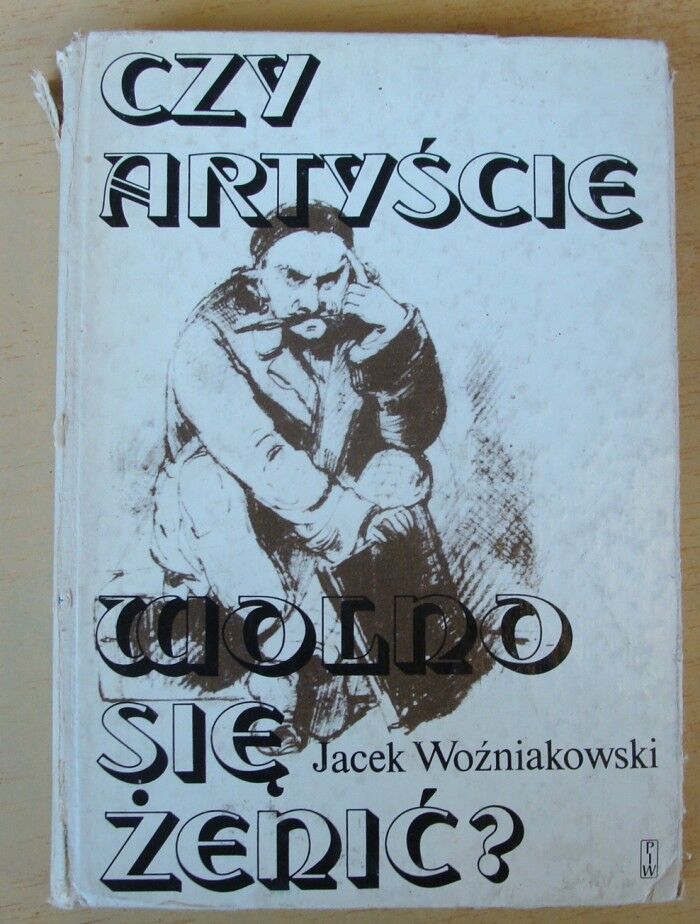 CZY
ARTYŚCIE
WOLNO
SIĘ
Jacek Woźniakowski
ŻENIĆ?
PIW